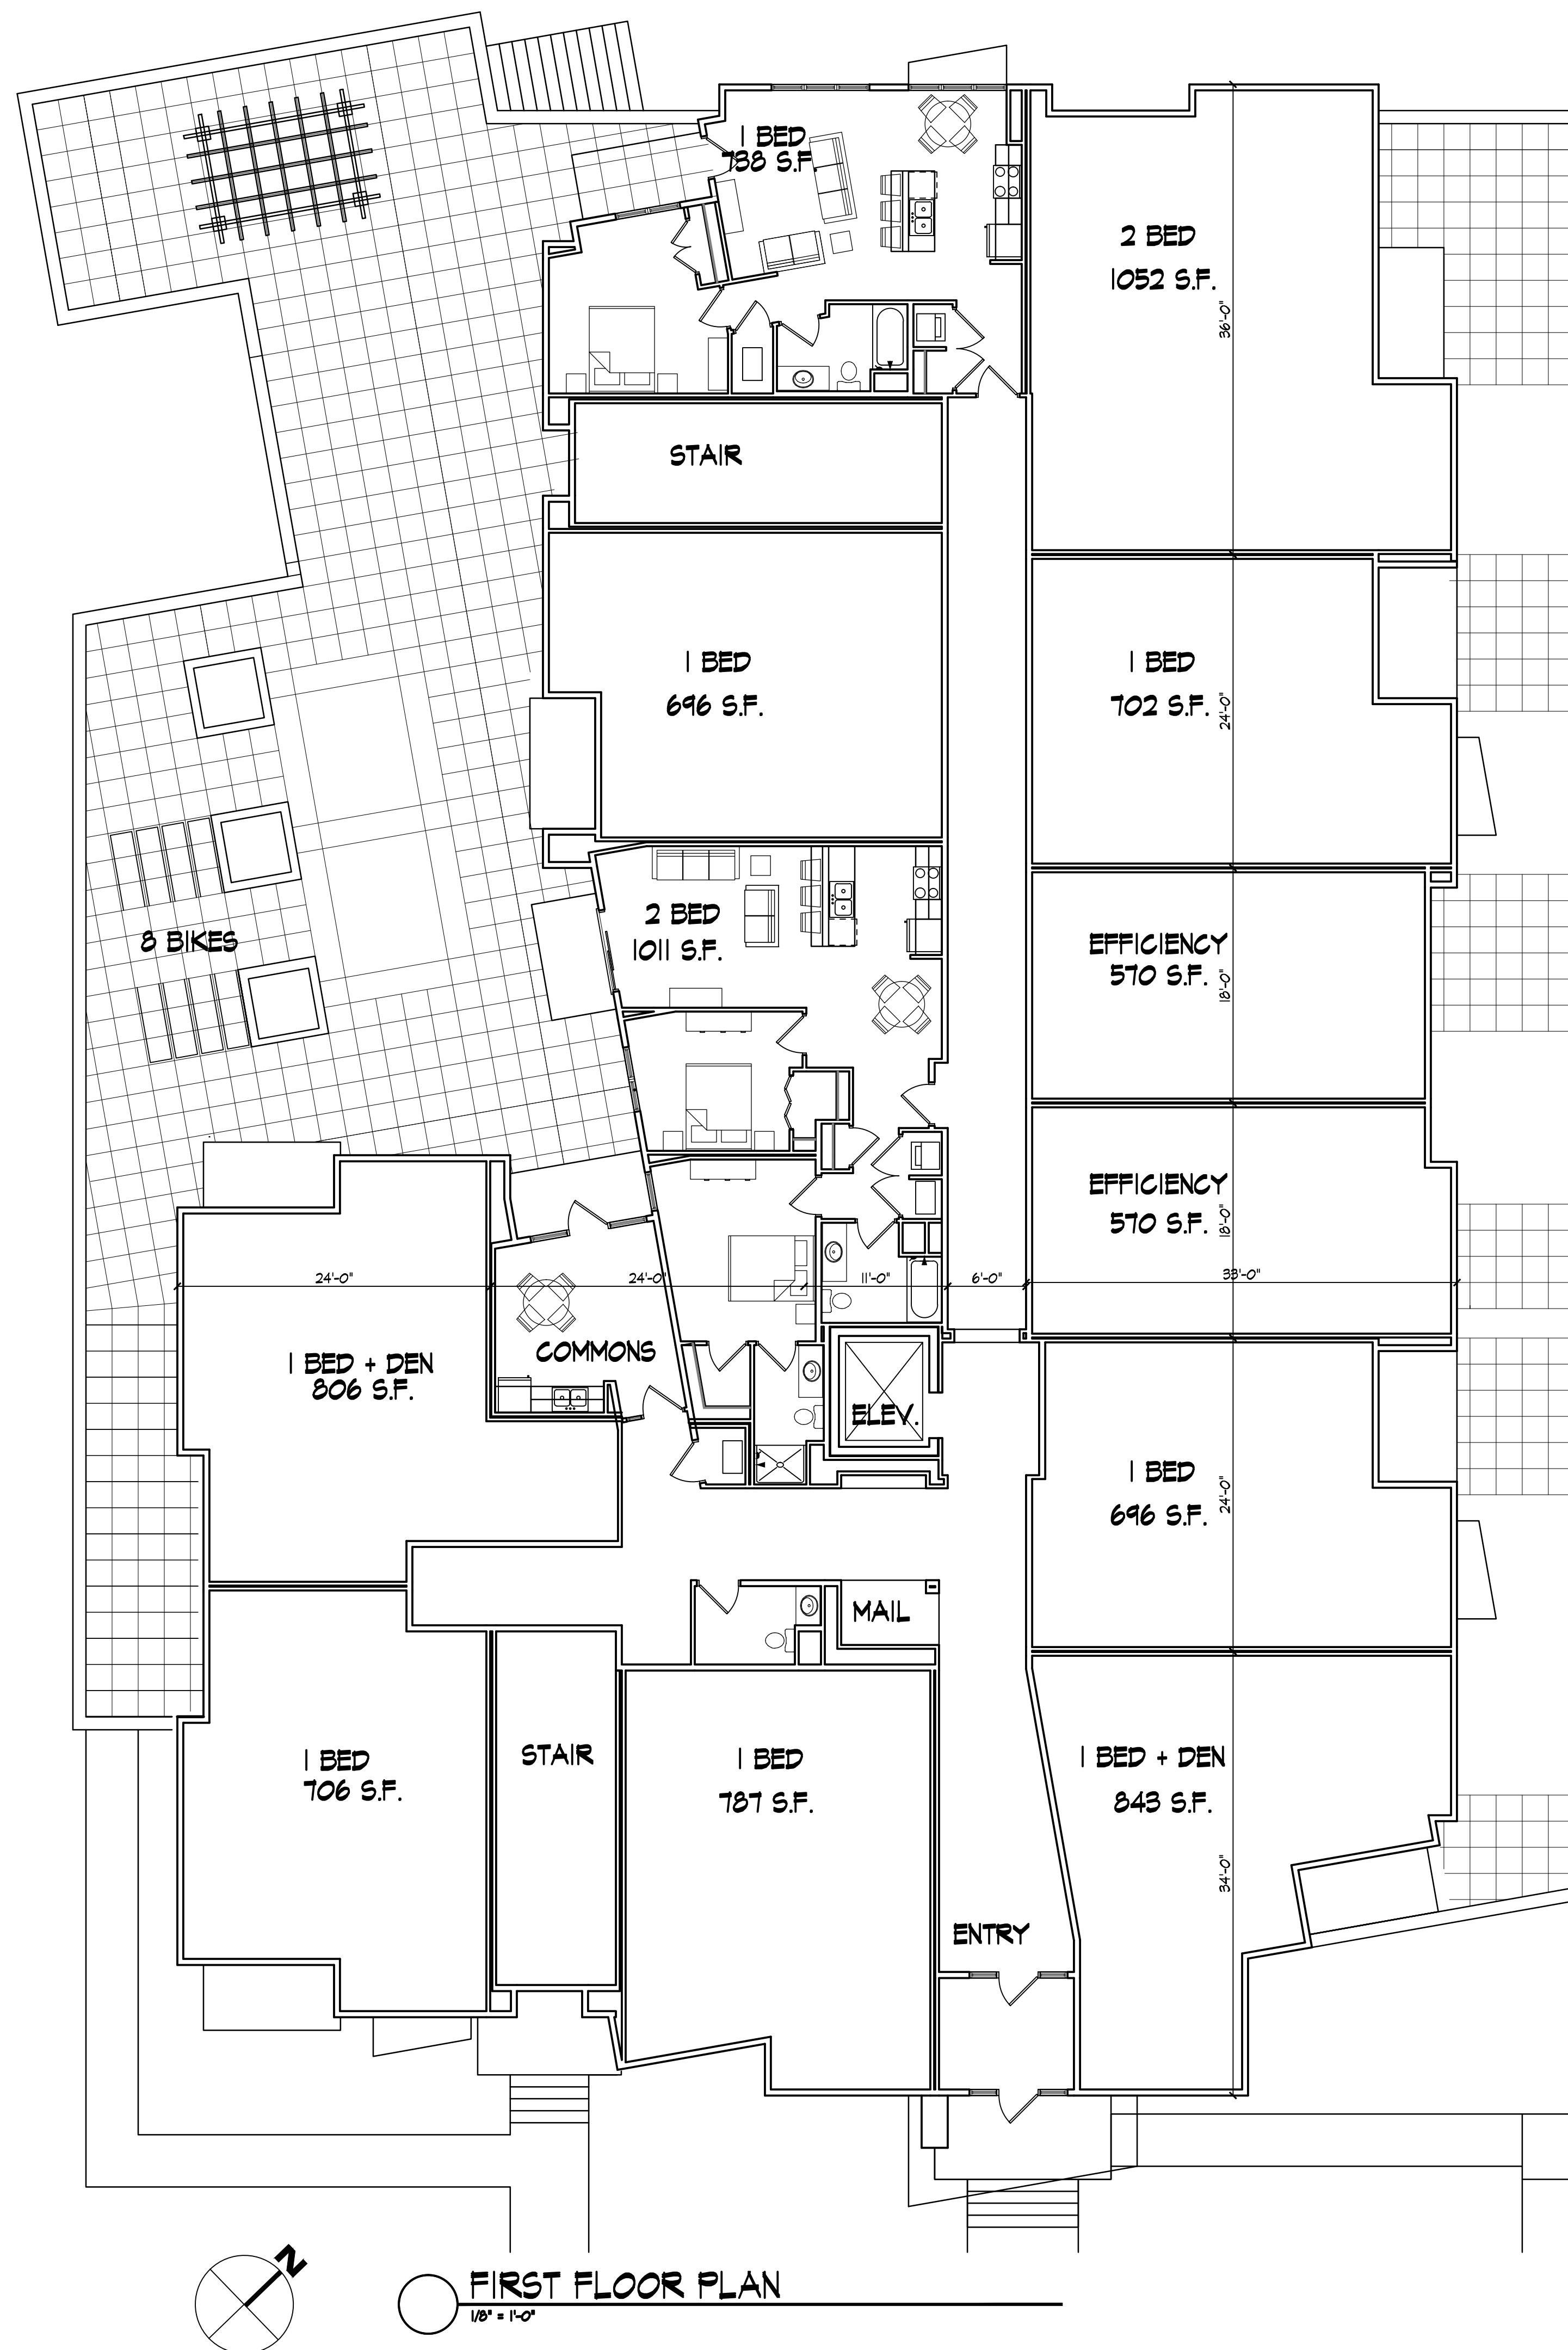 1 BED
738 S.F.
2 BED
1052 S.F.
36'-0"
STAIR
1 BED
696 S.F.
1 BED
702 S.F.
24'-0"
2 BED
1011 S.F.
8 BIKES
EFFICIENCY
570 S.F.
18'-0"
EFFICIENCY
570 S.F.
18'-0"
24'-0"
24'-0"
11'-0"
6'-0"
33'-0"
COMMONS
1 BED + DEN
806 S.F.
ELEV.
1 BED
696 S.F.
24'-0"
MAIL
1 BED
706 S.F.
STAIR
1 BED
787 S.F.
1 BED + DEN
843 S.F.
34'-0"
ENTRY
N
FIRST FLOOR PLAN
1/8" = 1'-0"